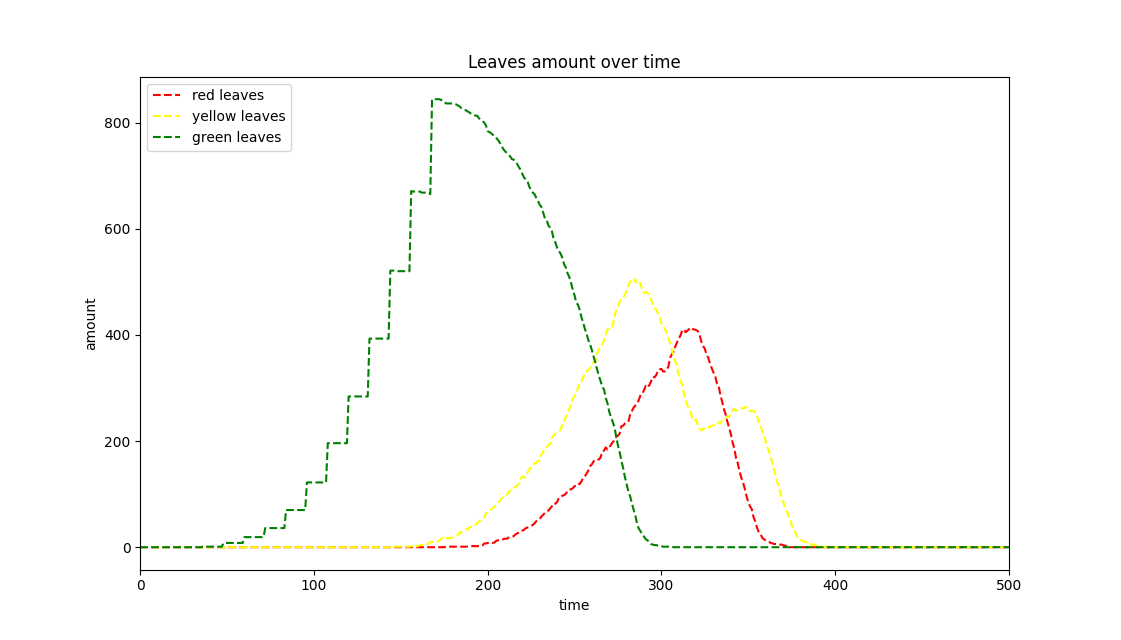 Leaves amount over time
red leaves
yellow leaves
green leaves
800
600
400
200
0
amount
0 100 200 300 400 500
time